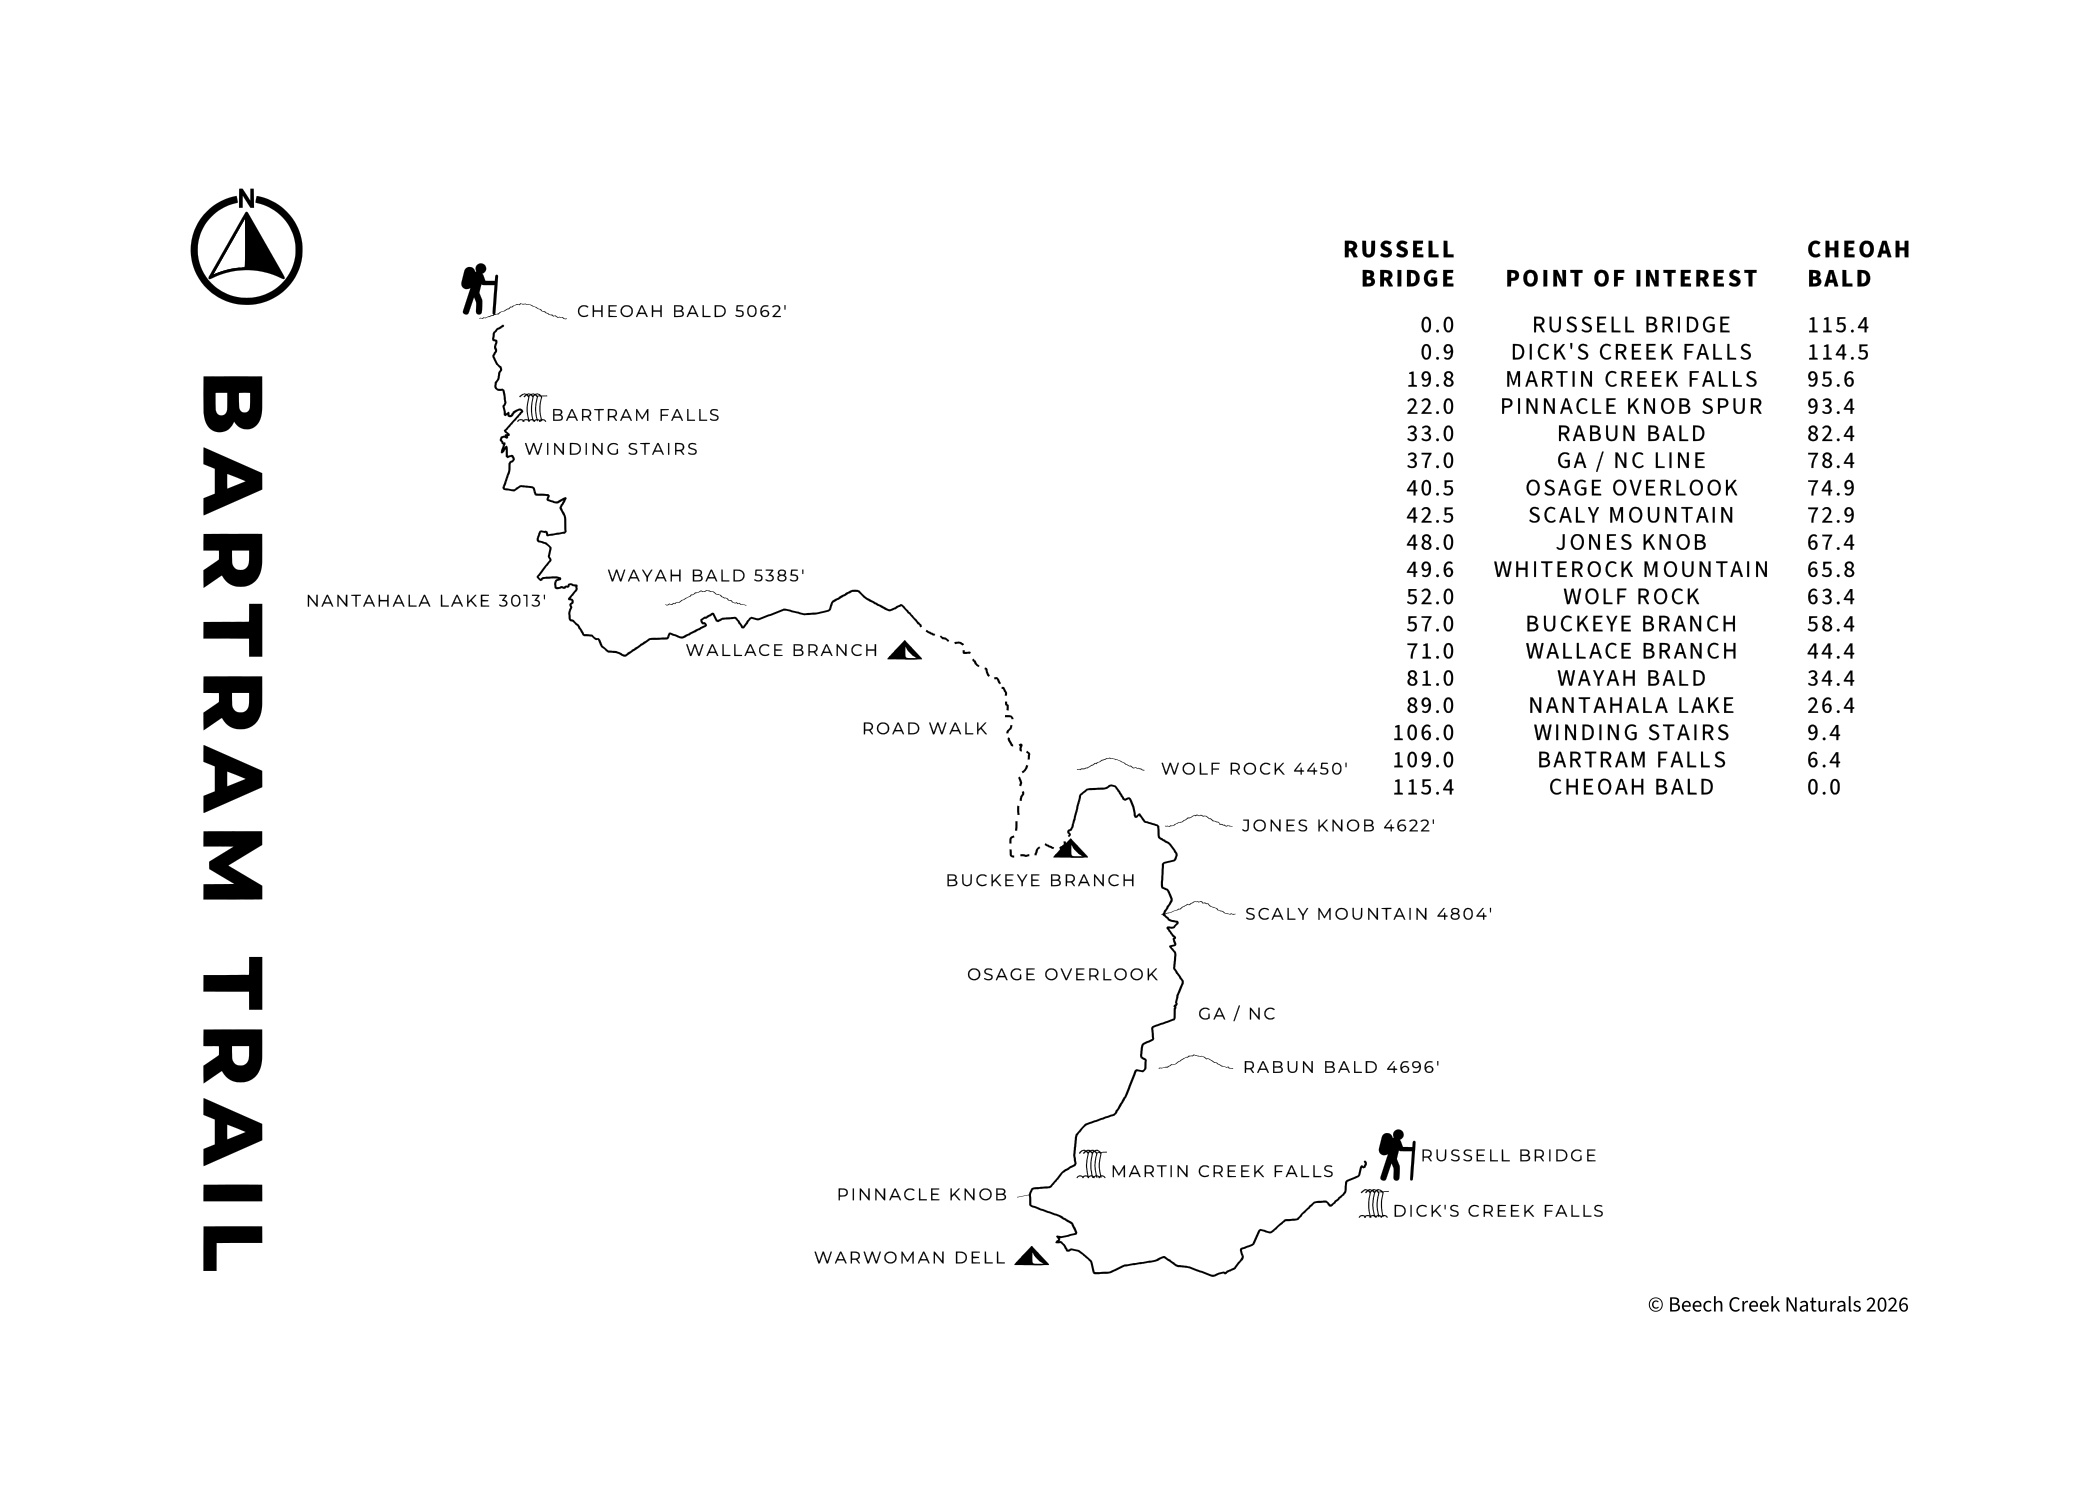 N
BARTRAM TRAIL
CHEOAH BALD 5062'
BARTRAM FALLS
WINDING STAIRS
WAYAH BALD 5385'
NANTAHALA LAKE 3013'
WALLACE BRANCH
ROAD WALK
WOLF ROCK 4450'
JONES KNOB 4622'
BUCKEYE BRANCH
SCALY MOUNTAIN 4804'
OSAGE OVERLOOK
GA / NC
RABUN BALD 4696'
RUSSELL BRIDGE
MARTIN CREEK FALLS
PINNACLE KNOB
DICK'S CREEK FALLS
WARWOMAN DELL
RUSSELL BRIDGE POINT OF INTEREST CHEOAH BALD
0.0 RUSSELL BRIDGE 115.4
0.9 DICK'S CREEK FALLS 114.5
19.8 MARTIN CREEK FALLS 95.6
22.0 PINNACLE KNOB SPUR 93.4
33.0 RABUN BALD 82.4
37.0 GA / NC LINE 78.4
40.5 OSAGE OVERLOOK 74.9
42.5 SCALY MOUNTAIN 72.9
48.0 JONES KNOB 67.4
49.6 WHITEROCK MOUNTAIN 65.8
52.0 WOLF ROCK 63.4
57.0 BUCKEYE BRANCH 58.4
71.0 WALLACE BRANCH 44.4
81.0 WAYAH BALD 34.4
89.0 NANTAHALA LAKE 26.4
106.0 WINDING STAIRS 9.4
109.0 BARTRAM FALLS 6.4
115.4 CHEOAH BALD 0.0
© Beech Creek Naturals 2026